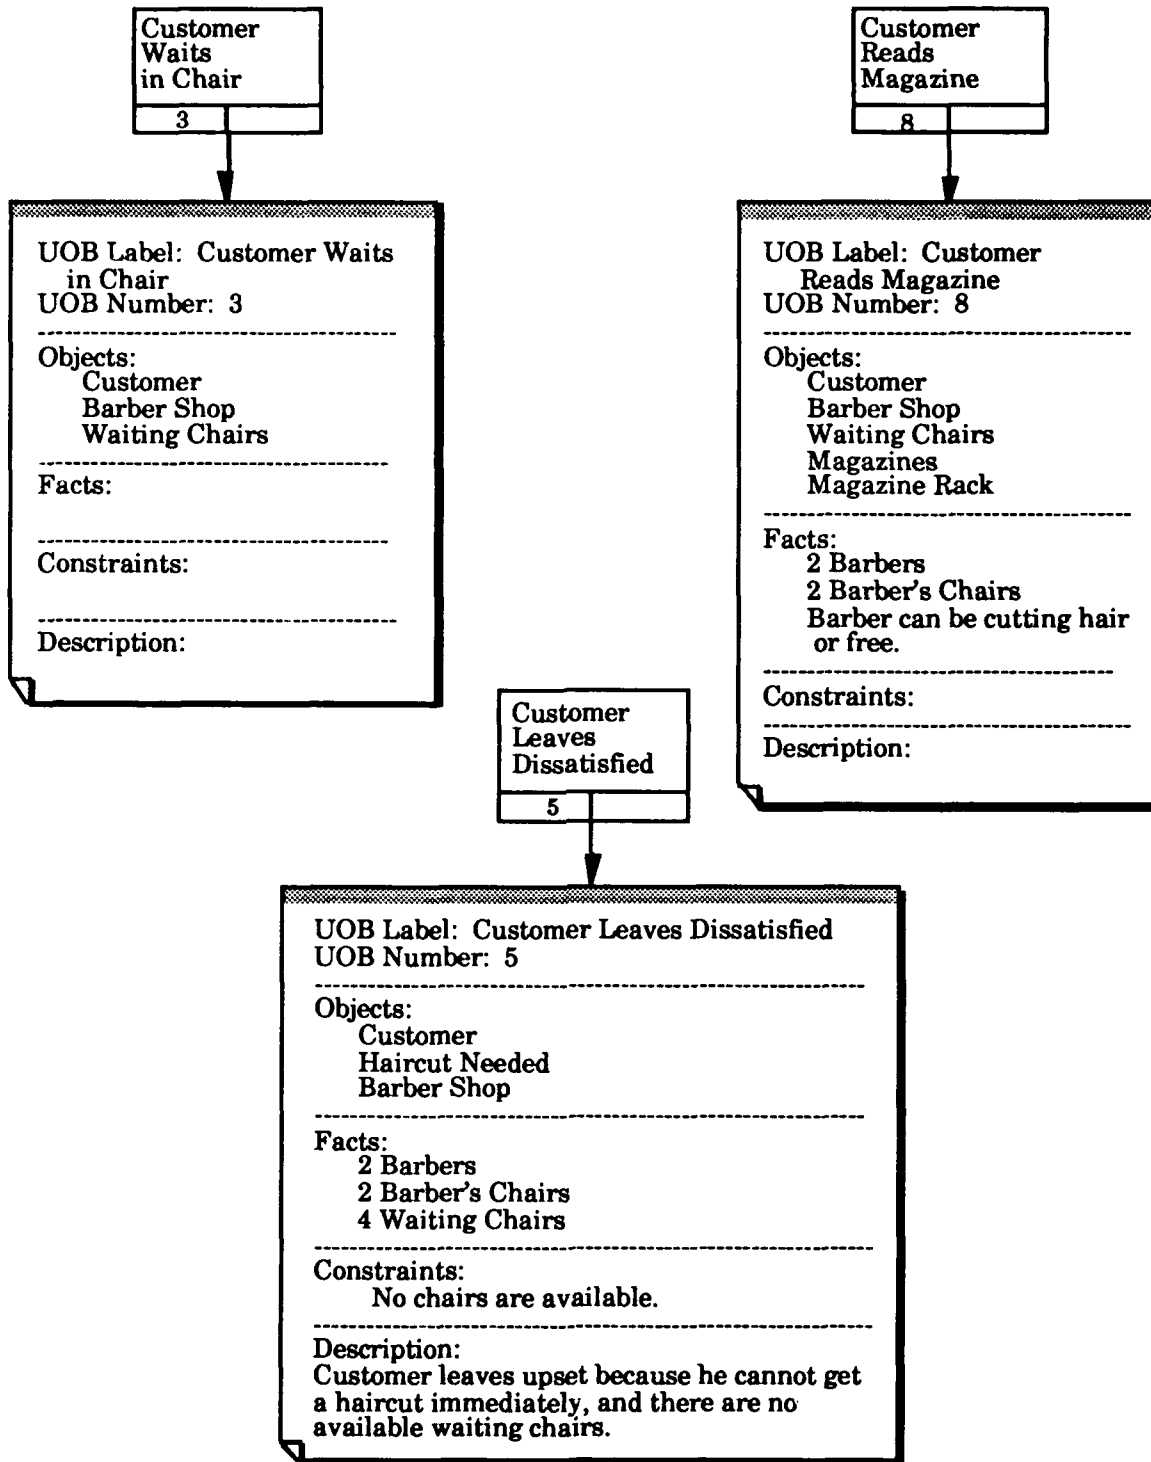 Customer
Waits
in Chair
3
UOB Label: Customer Waits
in Chair
UOB Number: 3
Objects:
Customer
Barber Shop
Waiting Chairs
Facts:
Constraints:
Description:
Customer
Reads
Magazine
8
UOB Label: Customer
Reads Magazine
UOB Number: 8
Objects:
Customer
Barber Shop
Waiting Chairs
Magazines
Magazine Rack
Facts:
2 Barbers
2 Barber's Chairs
Barber can be cutting hair
or free.
Constraints:
Description:
Customer
Leaves
Dissatisfied
5
UOB Label: Customer Leaves Dissatisfied
UOB Number: 5
Objects:
Customer
Haircut Needed
Barber Shop
Facts:
2 Barbers
2 Barber's Chairs
4 Waiting Chairs
Constraints:
No chairs are available.
Description:
Customer leaves upset because he cannot get
a haircut immediately, and there are no
available waiting chairs.